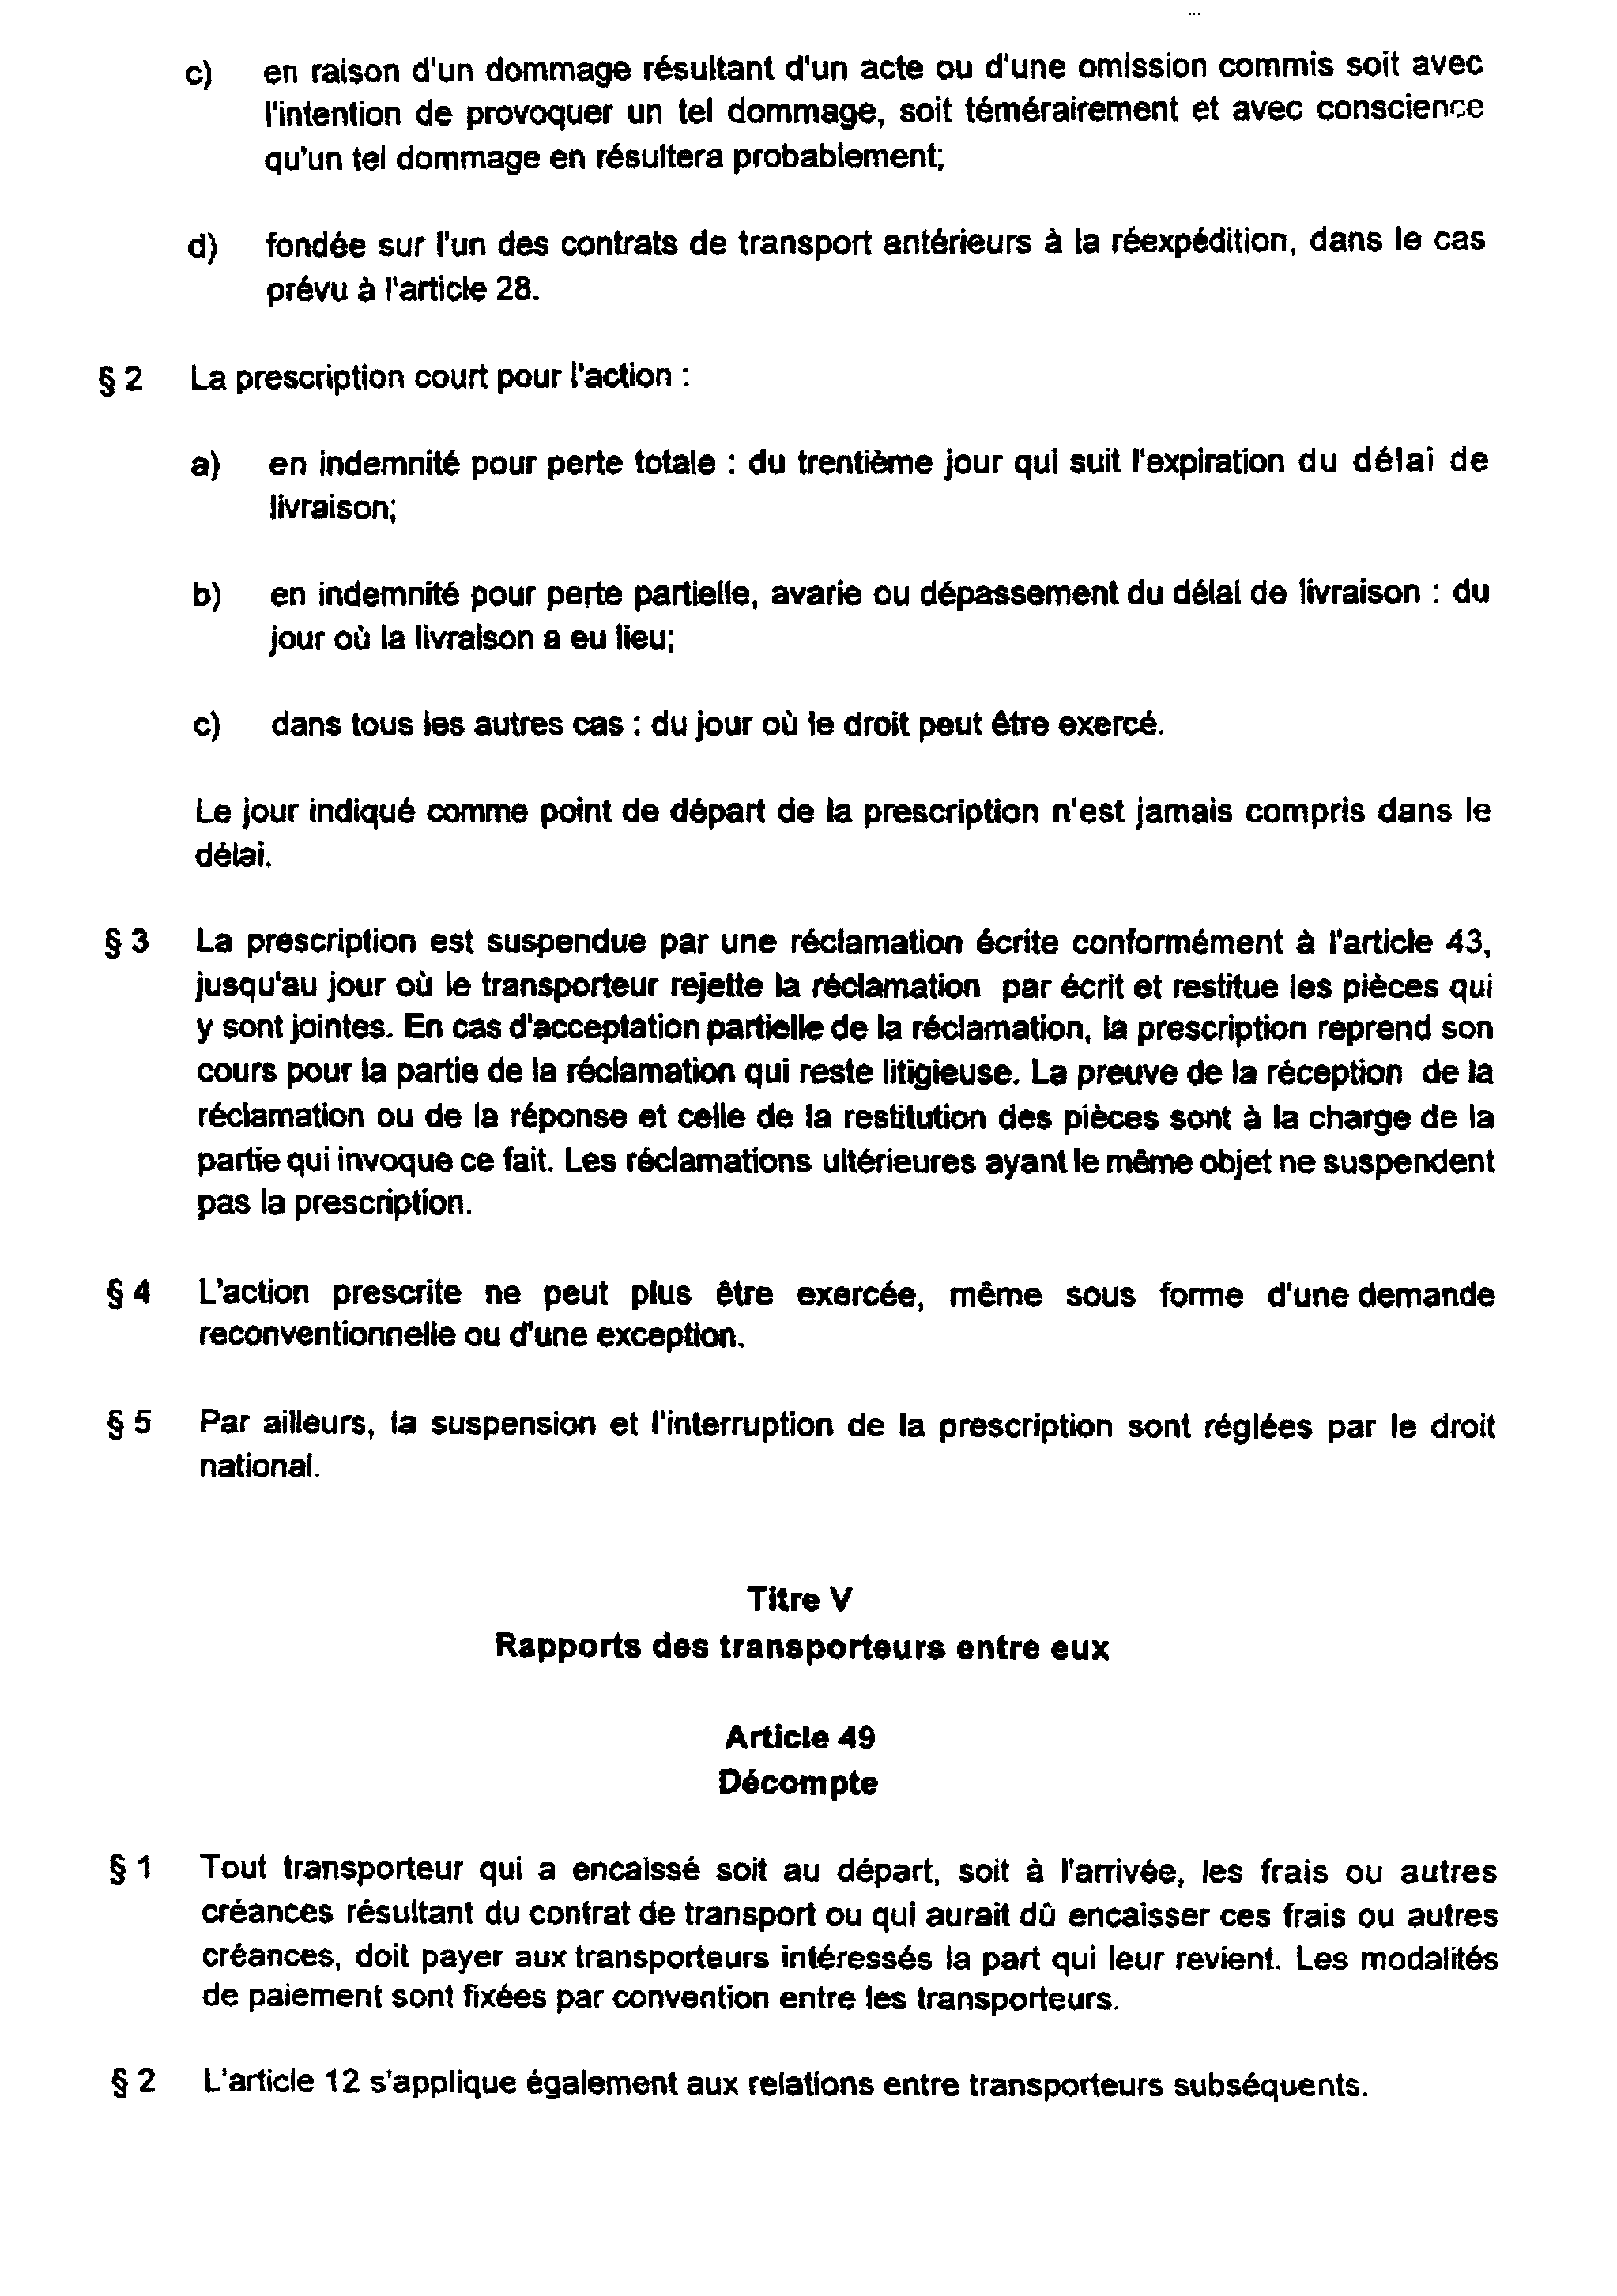 c) en raison d'un dommage résultant d'un acte ou d'une omission commis soit avec
l'intention de provoquer un tel dommage, soit témérairement et avec conscience
qu'un tel dommage en résultera probablement;
d) fondée sur l'un des contrats de transport antérieurs à la réexpédition, dans le cas
prévu à l'article 28.
§ 2 La prescription court pour l'action :
a) en indemnité pour perte totale : du trentième jour qui suit l'expiration du délai de
livraison;
b) en indemnité pour perte partielle, avarie ou dépassement du délai de livraison : du
jour où la livraison a eu lieu;
c) dans tous les autres cas : du jour où le droit peut être exercé.
Le jour indiqué comme point de départ de la prescription n'est jamais compris dans le
délai.
§ 3 La prescription est suspendue par une réclamation écrite conformément à l'article 43,
jusqu'au jour où le transporteur rejette la réclamation par écrit et restitue les pièces qui
y sont jointes. En cas d'acceptation partielle de la réclamation, la prescription reprend son
cours pour la partie de la réclamation qui reste litigieuse. La preuve de la réception de la
réclamation ou de la réponse et celle de la restitution des pièces sont à la charge de la
partie qui invoque ce fait. Les réclamations ultérieures ayant le même objet ne suspendent
pas la prescription.
§ 4 L'action prescrite ne peut plus être exercée, même sous forme d'une demande
reconventionnelle ou d'une exception.
§ 5 Par ailleurs, la suspension et l'interruption de la prescription sont réglées par le droit
national.
Titre V
Rapports des transporteurs entre eux
Article 49
Décompte
§ 1 Tout transporteur qui a encaissé soit au départ, soit à l'arrivée, les frais ou autres
créances résultant du contrat de transport ou qui aurait dû encaisser ces frais ou autres
créances, doit payer aux transporteurs intéressés la part qui leur revient. Les modalités
de paiement sont fixées par convention entre les transporteurs.
§ 2 L'article 12 s'applique également aux relations entre transporteurs subséquents.